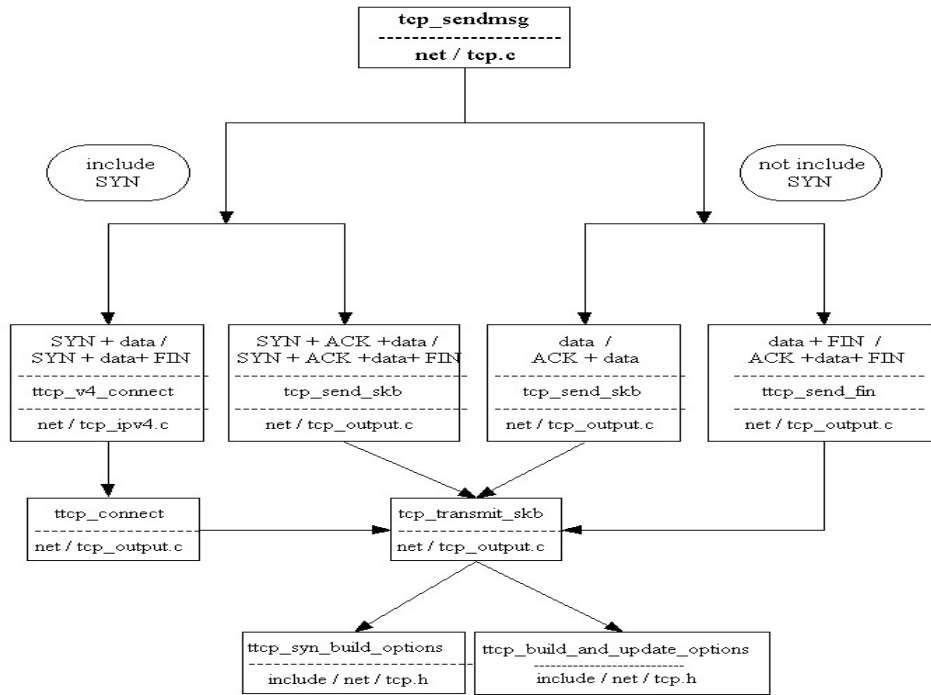 tcp_sendmsg
net / tcp.c
include
SYN
not include
SYN
SYN + data /
SYN + data+ FIN
ttcp_v4_connect
net / tcp_ipv4.c
SYN + ACK +data /
SYN + ACK +data+ FIN
tcp_send_skb
net / tcp_output.c
data /
ACK + data
tcp_send_skb
net / tcp_output.c
data + FIN /
ACK +data+ FIN
ttcp_send_fin
net / tcp_output.c
ttcp_connect
net / tcp_output.c
tcp_transmit_skb
net / tcp_output.c
ttcp_syn_build_options
include / net / tcp.h
ttcp_build_and_update_options
include / net / tcp.h